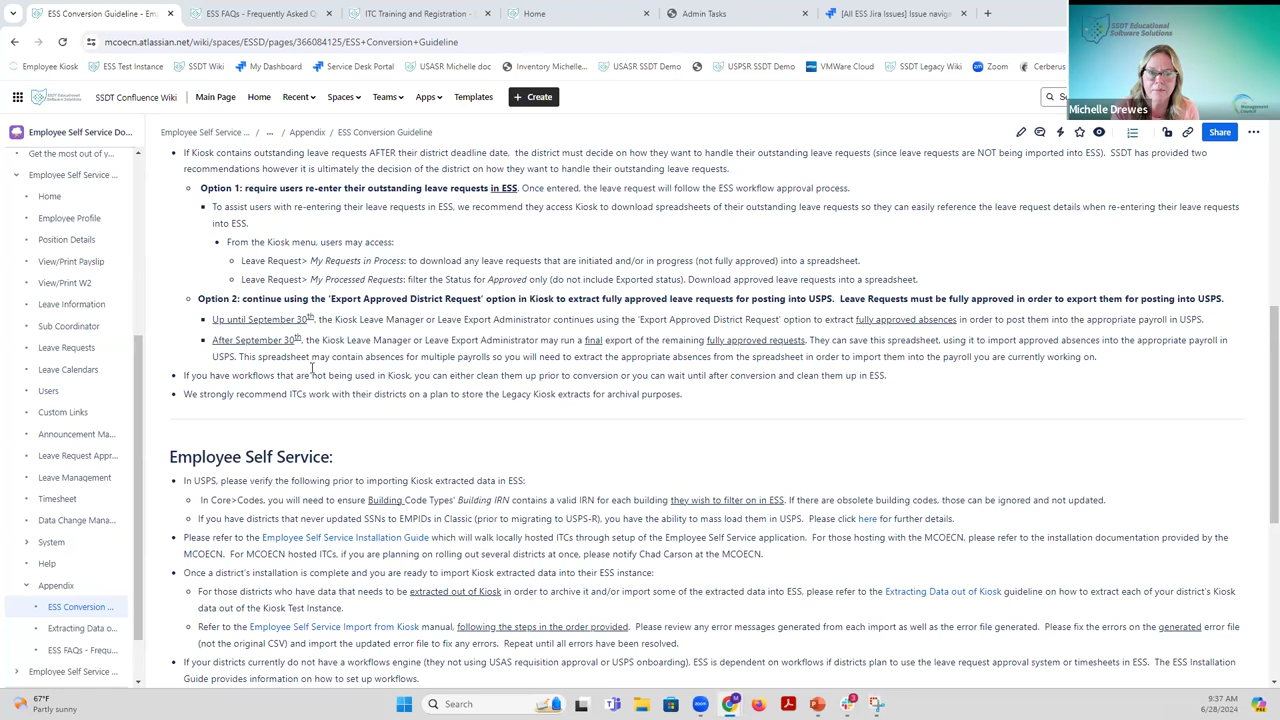 ESS Conversion Guideline - Em
ESS FAQs - Frequently Asked Q
ITC Training and Registration -
Home
Admin Tasks
[All ESS Jira Issues] Issue navig
mcoecn.atlassian.net/wiki/spaces/ESSD/pages/366084125/ESS+Conversion+Guideline
Employee Kiosk
ESS Test Instance
SSDT Wiki
My Dashboard
Service Desk Portal
USASR Michelle doc
Inventory Michelle...
USASR SSDT Demo
USPSR SSDT Demo
VMWare Cloud
SSDT Legacy Wiki
Zoom
Cerberus
SSDT Educational
Software Solutions
Management
Council
Michelle Drewes
SSDT Confluence Wiki
Main Page
Home
Recent
Spaces
Teams
Apps
Templates
+ Create
Employee Self Service Do...
Employee Self Service ... / ... / Appendix / ESS Conversion Guideline
Share
Get the most out of y...
Employee Self Service ...
Home
Employee Profile
Position Details
View/Print Payslip
View/Print W2
Leave Information
Sub Coordinator
Leave Requests
Leave Calendars
Users
Custom Links
Announcement Ma...
Leave Request Appr...
Leave Management
Timesheet
Data Change Mana...
System
Help
Appendix
ESS Conversion ...
Extracting Data o...
ESS FAQs - Frequ...
Employee Self Service ...
If Kiosk contains outstanding leave requests AFTER their district deadline date, the district must decide on how they want to handle their outstanding leave requests (since leave requests are NOT being imported into ESS). SSDT has provided two
recommendations however it is ultimately the decision of the district on how they want to handle their outstanding leave requests.
Option 1: require users re-enter their outstanding leave requests in ESS. Once entered, the leave request will follow the ESS workflow approval process.
To assist users with re-entering their leave requests in ESS, we recommend they access Kiosk to download spreadsheets of their outstanding leave requests so they can easily reference the leave request details when re-entering their leave requests
into ESS.
From the Kiosk menu, users may access:
Leave Request> My Requests in Process: to download any leave requests that are initiated and/or in progress (not fully approved) into a spreadsheet.
Leave Request> My Processed Requests: filter the Status for Approved only (do not include Exported status). Download approved leave requests into a spreadsheet.
Option 2: continue using the 'Export Approved District Request' option in Kiosk to extract fully approved leave requests for posting into USPS. Leave Requests must be fully approved in order to export them for posting into USPS.
Up until September 30th, the Kiosk Leave Manager or Leave Export Administrator continues using the 'Export Approved District Request' option to extract fully approved absences in order to post them into the appropriate payroll in USPS.
After September 30th, the Kiosk Leave Manager or Leave Export Administrator may run a final export of the remaining fully approved requests. They can save this spreadsheet, using it to import approved absences into the appropriate payroll in
USPS. This spreadsheet may contain absences for multiple payrolls so you will need to extract the appropriate absences from the spreadsheet in order to import them into the payroll you are currently working on.
If you have workflows that are not being used in Kiosk, you can either clean them up prior to conversion or you can wait until after conversion and clean them up in ESS.
We strongly recommend ITCs work with their districts on a plan to store the Legacy Kiosk extracts for archival purposes.
Employee Self Service:
In USPS, please verify the following prior to importing Kiosk extracted data in ESS:
In Core>Codes, you will need to ensure Building Code Types' Building IRN contains a valid IRN for each building they wish to filter on in ESS. If there are obsolete building codes, those can be ignored and not updated.
If you have districts that never updated SSNs to EMPIDs in Classic (prior to migrating to USPS-R), you have the ability to mass load them in USPS. Please click here for further details.
Please refer to the Employee Self Service Installation Guide which will walk locally hosted ITCs through setup of the Employee Self Service application. For those hosting with the MCOECN, please refer to the installation documentation provided by the
MCOECN. For MCOECN hosted ITCs, if you are planning on rolling out several districts at once, please notify Chad Carson at the MCOECN.
Once a district's installation is complete and you are ready to import Kiosk extracted data into their ESS instance:
For those districts who have data that needs to be extracted out of Kiosk in order to archive it and/or import some of the extracted data into ESS, please refer to the Extracting Data out of Kiosk guideline on how to extract each of your district's Kiosk
data out of the Kiosk Test Instance.
Refer to the Employee Self Service Import from Kiosk manual, following the steps in the order provided. Please review any error messages generated from each import as well as the error file generated. Please fix the errors on the generated error file
(not the original CSV) and import the updated error file to fix any errors. Repeat until all errors have been resolved.
If your districts currently do not have a workflows engine (they not using USAS requisition approval or USPS onboarding). ESS is dependent on workflows if districts plan to use the leave request approval system or timesheets in ESS. The ESS Installation
Guide provides information on how to set up workflows.
67°F
Partly sunny
Search
9:37 AM
6/28/2024